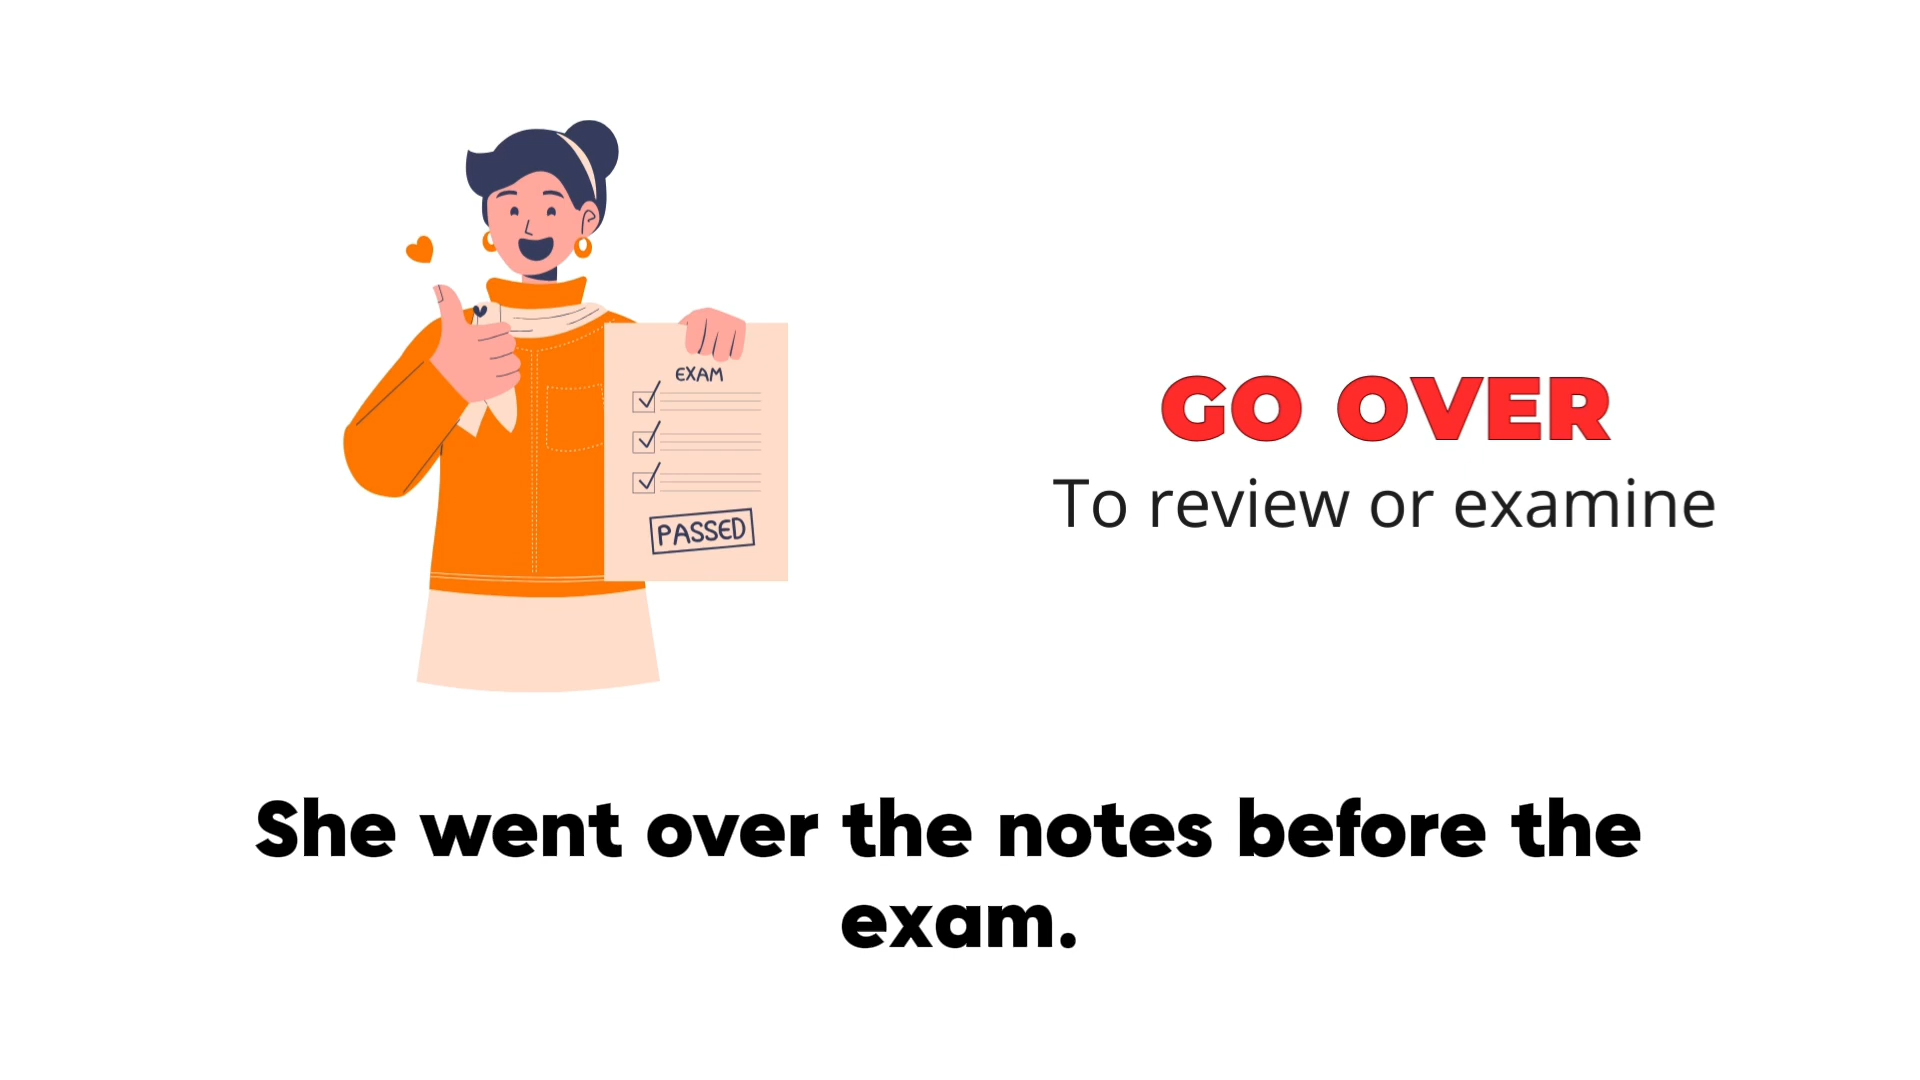 EXAM
PASSED
GO OVER
To review or examine
She went over the notes before the
exam.